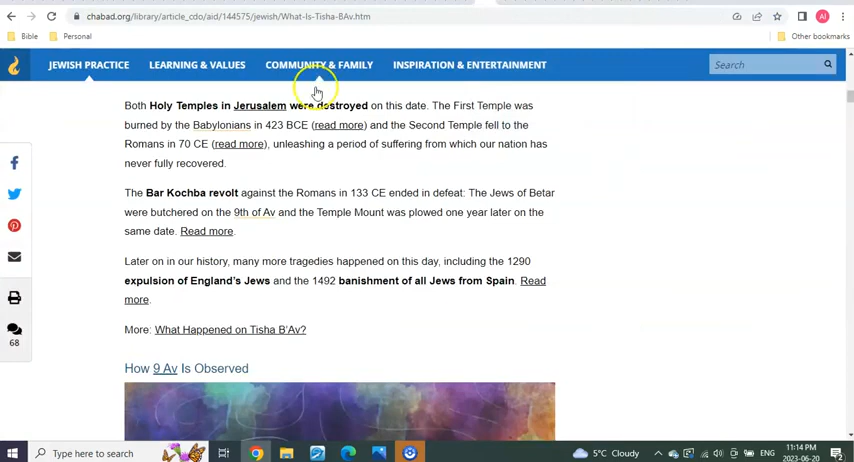 chabad.org/library/article_cdo/aid/144575/jewish/What-Is-Tisha-BAv.htm
AI
Bible
Personal
Other bookmarks
JEWISH PRACTICE LEARNING & VALUES COMMUNITY & FAMILY INSPIRATION & ENTERTAINMENT
Search
Both Holy Temples in Jerusalem were destroyed on this date. The First Temple was
burned by the Babylonians in 423 BCE (read more) and the Second Temple fell to the
Romans in 70 CE (read more), unleashing a period of suffering from which our nation has
never fully recovered.
The Bar Kochba revolt against the Romans in 133 CE ended in defeat: The Jews of Betar
were butchered on the 9th of Av and the Temple Mount was plowed one year later on the
same date. Read more.
Later on in our history, many more tragedies happened on this day, including the 1290
expulsion of England’s Jews and the 1492 banishment of all Jews from Spain. Read
more.
68
More: What Happened on Tisha B’Av?
How 9 Av Is Observed
Type here to search
5°C Cloudy
ENG
11:14 PM
2023-06-20
2